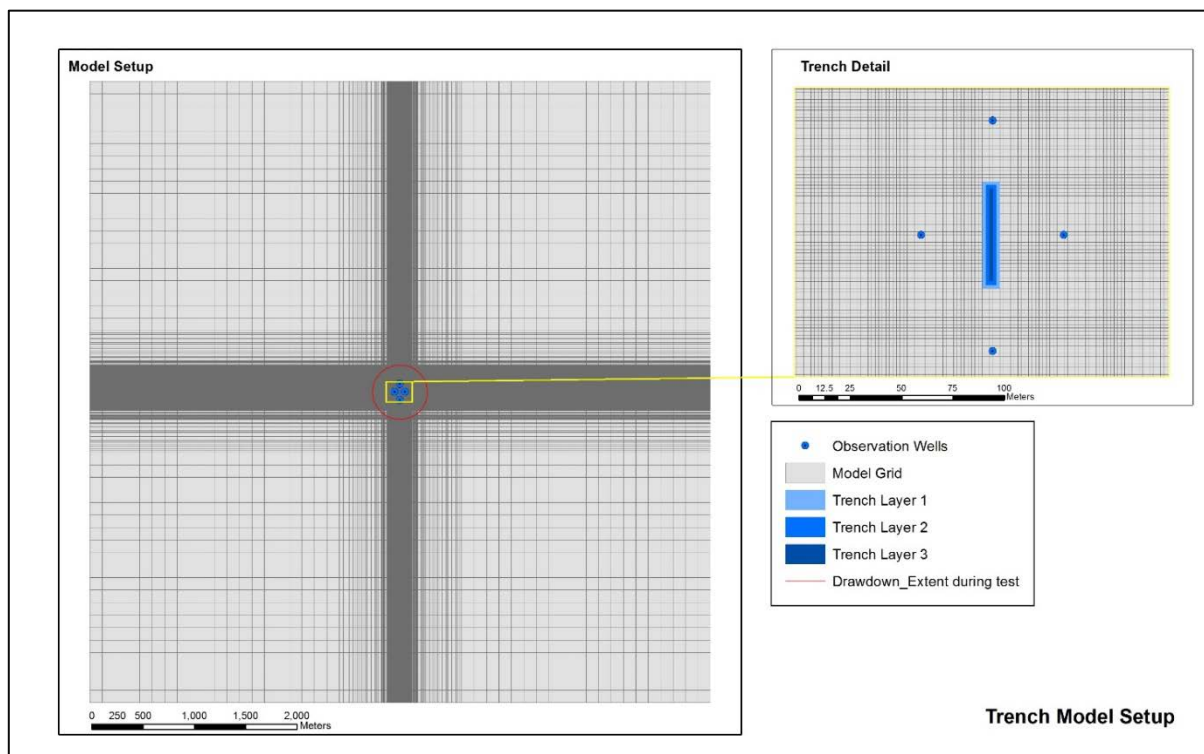 Model Setup
0 250 500 1,000 1,500 2,000
Meters
Trench Detail
0 12.5 25 50 75 100
Meters
Observation Wells
Model Grid
Trench Layer 1
Trench Layer 2
Trench Layer 3
Drawdown_Extent during test
Trench Model Setup